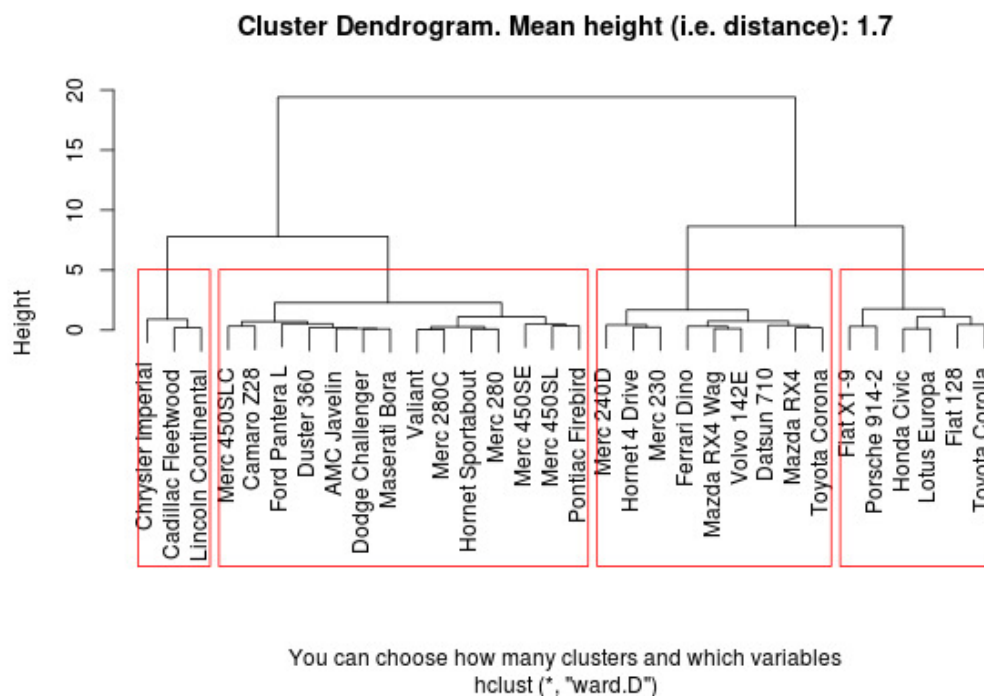 Cluster Dendrogram. Mean height (i.e. distance): 1.7
20
15
10
5
0
Height
Chrysler Imperial
Cadillac Fleetwood
Lincoln Continental
Merc 450SLC
Camaro Z28
Ford Pantera L
Duster 360
AMC Javelin
Dodge Challenger
Maserati Bora
Valiant
Merc 280C
Hornet Sportabout
Merc 280
Merc 450SE
Merc 450SL
Pontiac Firebird
Merc 240D
Hornet 4 Drive
Merc 230
Ferrari Dino
Mazda RX4 Wag
Volvo 142E
Datsun 710
Mazda RX4
Toyota Corona
Fiat X1-9
Porsche 914-2
Honda Civic
Lotus Europa
Fiat 128
Toyota Corolla
You can choose how many clusters and which variables
hclust (*, "ward.D")